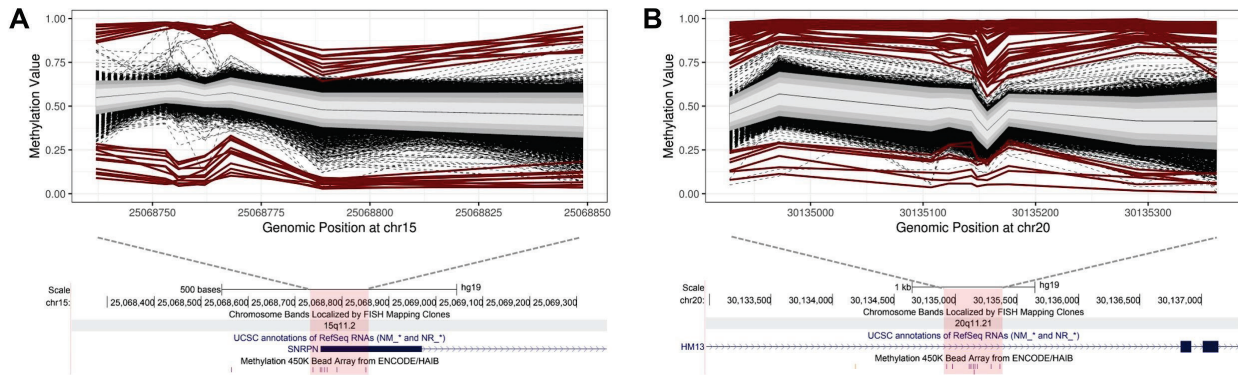 A
Methylation Value
1.00
0.75
0.50
0.25
0.00
25068750 25068775 25068800 25068825 25068850
Genomic Position at chr15
Scale 500 bases hg19
chr15: 25,068,400 25,068,500 25,068,600 25,068,700 25,068,800 25,068,900 25,069,000 25,069,100 25,069,200 25,069,300
Chromosome Bands Localized by FISH Mapping Clones
15q11.2
UCSC annotations of RefSeq RNAs (NM_* and NR_*)
SNRPN
Methylation 450K Bead Array from ENCODE/HAIB
B
Methylation Value
1.00
0.75
0.50
0.25
0.00
30135000 30135100 30135200 30135300
Genomic Position at chr20
Scale 1 kb hg19
chr20: 30,133,500 30,134,000 30,134,500 30,135,000 30,135,500 30,136,000 30,136,500 30,137,000
Chromosome Bands Localized by FISH Mapping Clones
20q11.21
UCSC annotations of RefSeq RNAs (NM_* and NR_*)
HM13
Methylation 450K Bead Array from ENCODE/HAIB